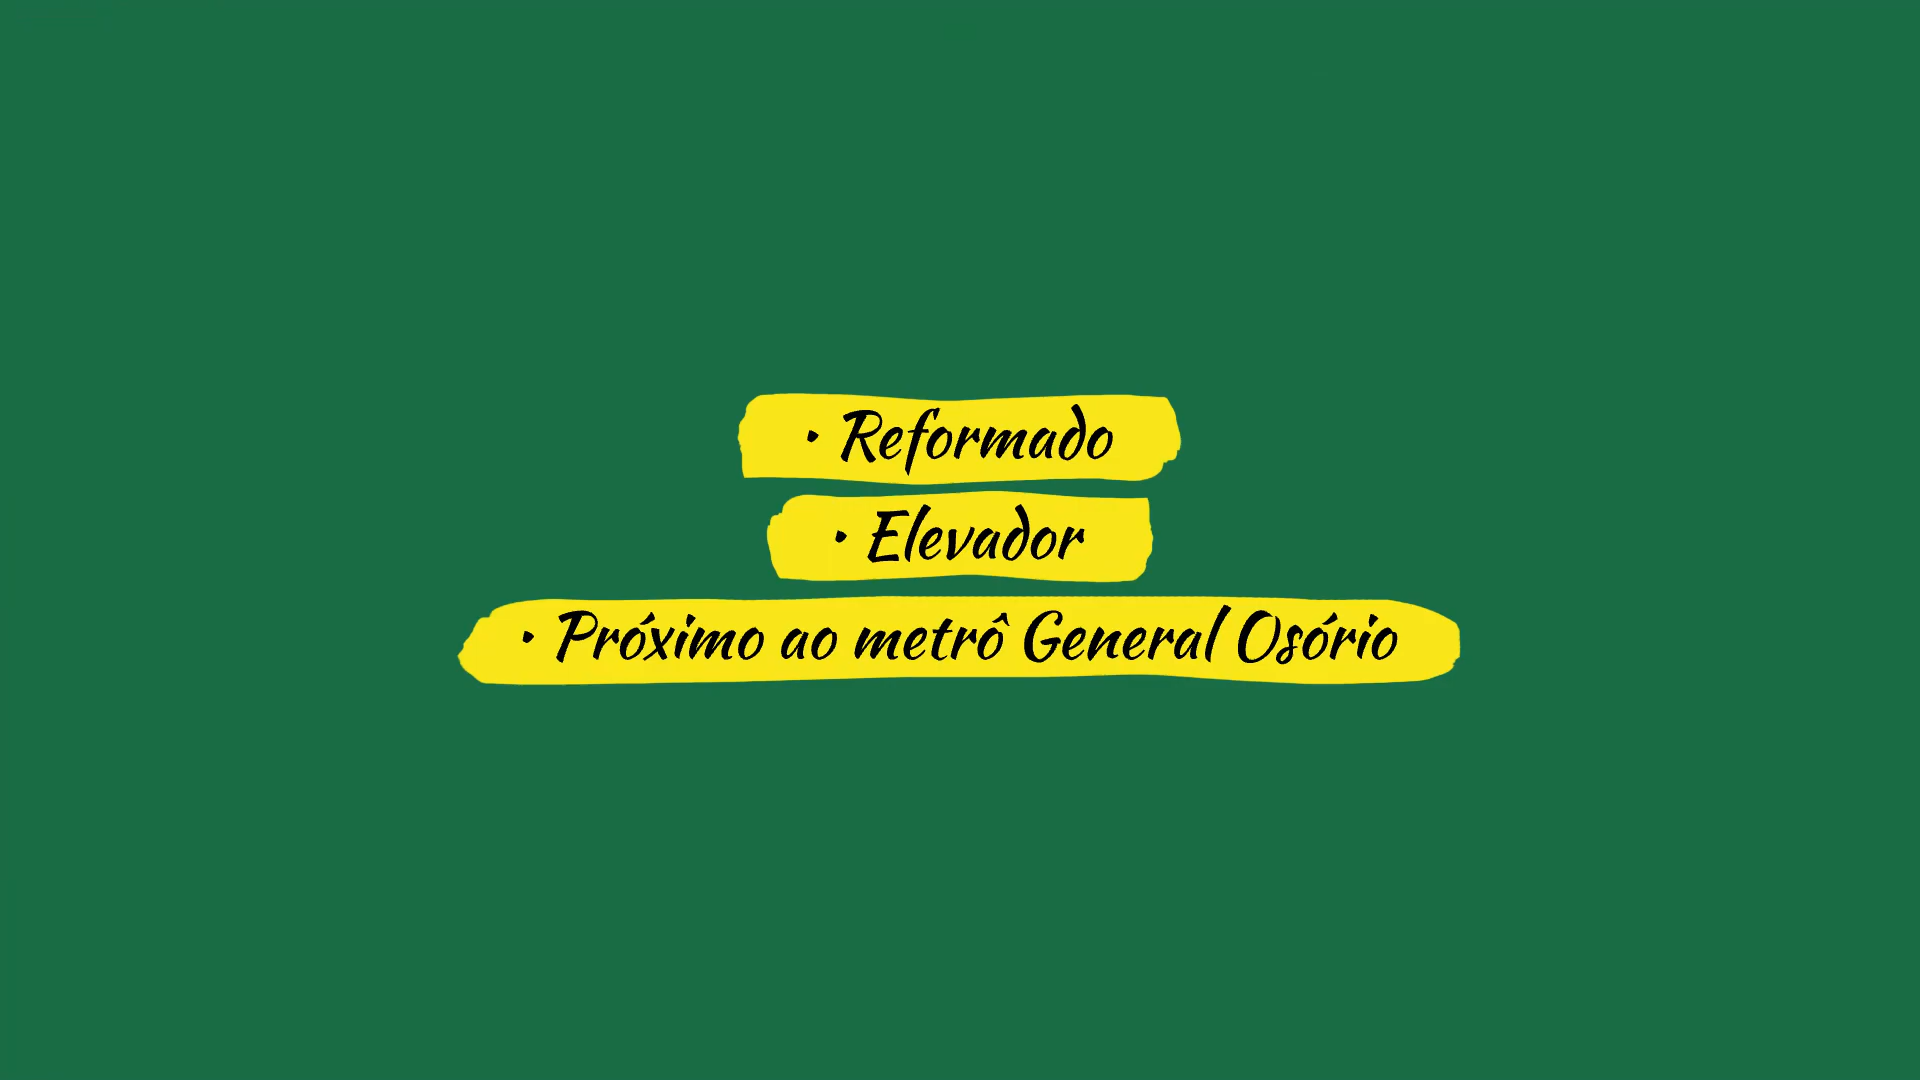 • Reformado
• Elevador
• Próximo ao metrô General Osório